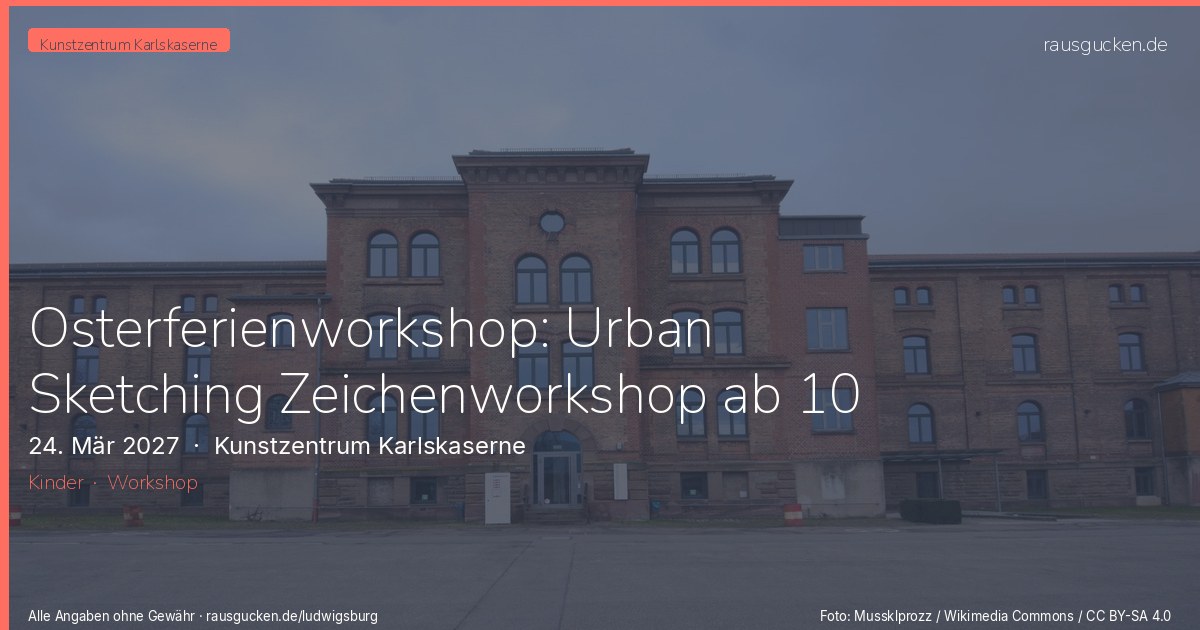 Kunstzentrum Karlskaserne
rausgucken.de
Osterferienworkshop: Urban
Sketching Zeichenworkshop ab 10
24. Mär 2027 · Kunstzentrum Karlskaserne
Kinder · Workshop
Alle Angaben ohne Gewähr · rausgucken.de/ludwigsburg
Foto: Mussklprozz / Wikimedia Commons / CC BY-SA 4.0